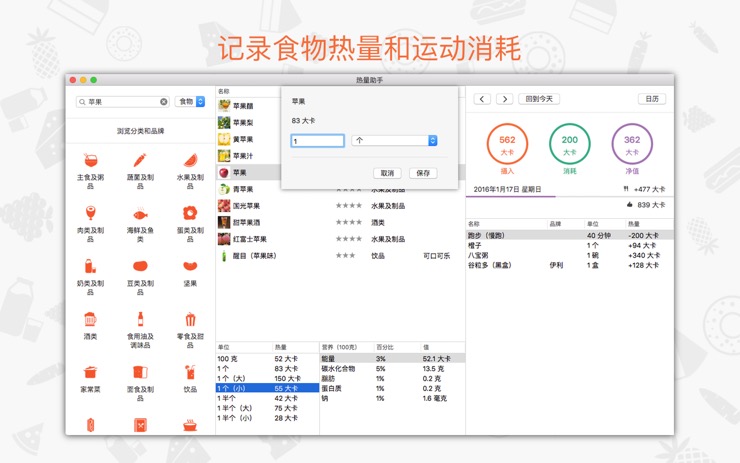 记录食物热量和运动消耗
热量助手
苹果
食物
浏览分类和品牌
主食及粥品
蔬菌及制品
水果及制品
肉类及制品
海鲜及鱼类
蛋类及制品
奶类及制品
豆类及制品
坚果
酒类
食用油及调味品
零食及甜品
家常菜
面食及制品
饮品
名称
苹果醋
苹果梨
黄苹果
苹果汁
苹果
青苹果 ★★★★ 水果及制品
国光苹果 ★★★★ 水果及制品
甜苹果酒 ★★★ 酒类
红富士苹果 ★★★★ 水果及制品
醒目（苹果味） ★★★ 饮品 可口可乐
苹果
83 大卡
1 个
取消 保存
单位 热量
100 克 52 大卡
1 个 83 大卡
1 个（大） 150 大卡
1 个（小） 55 大卡
1 半个 42 大卡
1 半个（大） 75 大卡
1 半个（小） 28 大卡
营养（100克） 百分比 值
能量 3% 52.1 大卡
碳水化合物 5% 13.5 克
脂肪 1% 0.2 克
蛋白质 1% 0.2 克
钠 1% 1.6 毫克
回到今天 日历
562 大卡 摄入
200 大卡 消耗
362 大卡 净值
2016年1月17日 星期日 +477 大卡
839 大卡
名称 品牌 单位 热量
跑步（慢跑） 40 分钟 -200 大卡
橙子 1 个 +94 大卡
八宝粥 1 碗 +340 大卡
谷粒多（黑盒） 伊利 1 盒 +128 大卡